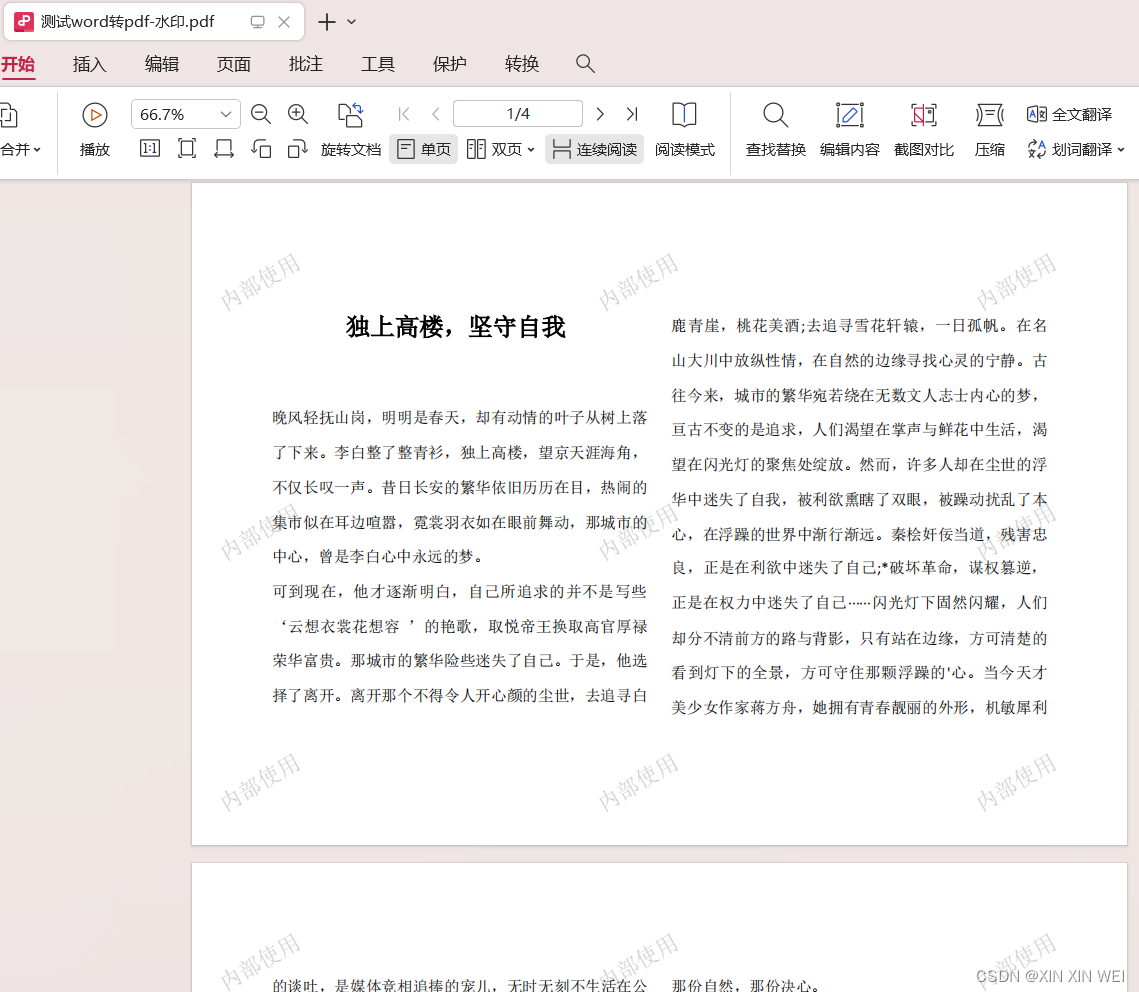 测试word转pdf-水印.pdf
开始 插入 编辑 页面 批注 工具 保护 转换
66.7% 1/4 全文翻译
合并 播放 1:1 旋转文档 单页 双页 连续阅读 阅读模式 查找替换 编辑内容 截图对比 压缩 划词翻译
内部使用 内部使用 内部使用
独上高楼，坚守自我
晚风轻抚山岗，明明是春天，却有动情的叶子从树上落
了下来。李白整了整青衫，独上高楼，望京天涯海角，
不仅长叹一声。昔日长安的繁华依旧历历在目，热闹的
集市似在耳边喧嚣，霓裳羽衣如在眼前舞动，那城市的
中心，曾是李白心中永远的梦。
可到现在，他才逐渐明白，自己所追求的并不是写些
‘云想衣裳花想容 ’的艳歌，取悦帝王换取高官厚禄
荣华富贵。那城市的繁华险些迷失了自己。于是，他选
择了离开。离开那个不得令人开心颜的尘世，去追寻白
鹿青崖，桃花美酒;去追寻雪花轩辕，一日孤帆。在名
山大川中放纵性情，在自然的边缘寻找心灵的宁静。古
往今来，城市的繁华宛若绕在无数文人志士内心的梦，
亘古不变的是追求，人们渴望在掌声与鲜花中生活，渴
望在闪光灯的聚焦处绽放。然而，许多人却在尘世的浮
华中迷失了自我，被利欲熏瞎了双眼，被躁动扰乱了本
心，在浮躁的世界中渐行渐远。秦桧奸佞当道，残害忠
良，正是在利欲中迷失了自己;*破坏革命，谋权篡逆，
正是在权力中迷失了自己……闪光灯下固然闪耀，人们
却分不清前方的路与背影，只有站在边缘，方可清楚的
看到灯下的全景，方可守住那颗浮躁的'心。当今天才
美少女作家蒋方舟，她拥有青春靓丽的外形，机敏犀利
内部使用 内部使用 内部使用
内部使用 内部使用 内部使用
内部使用 内部使用 内部使用
的谈吐，是媒体竞相追捧的宠儿，无时无刻不生活在公
那份自然，那份决心。
CSDN @XIN XIN WEI